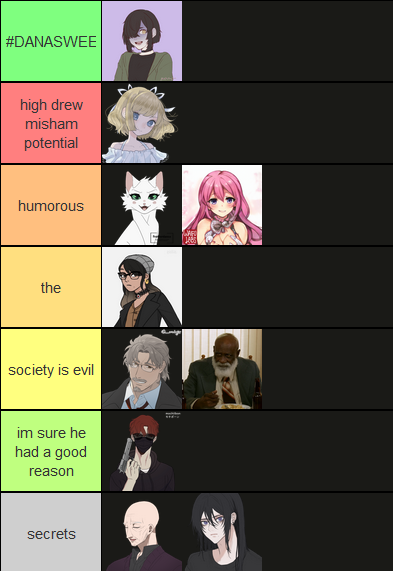 #DANASWEE
high drew
misham
potential
humorous
the
society is evil
im sure he
had a good
reason
secrets